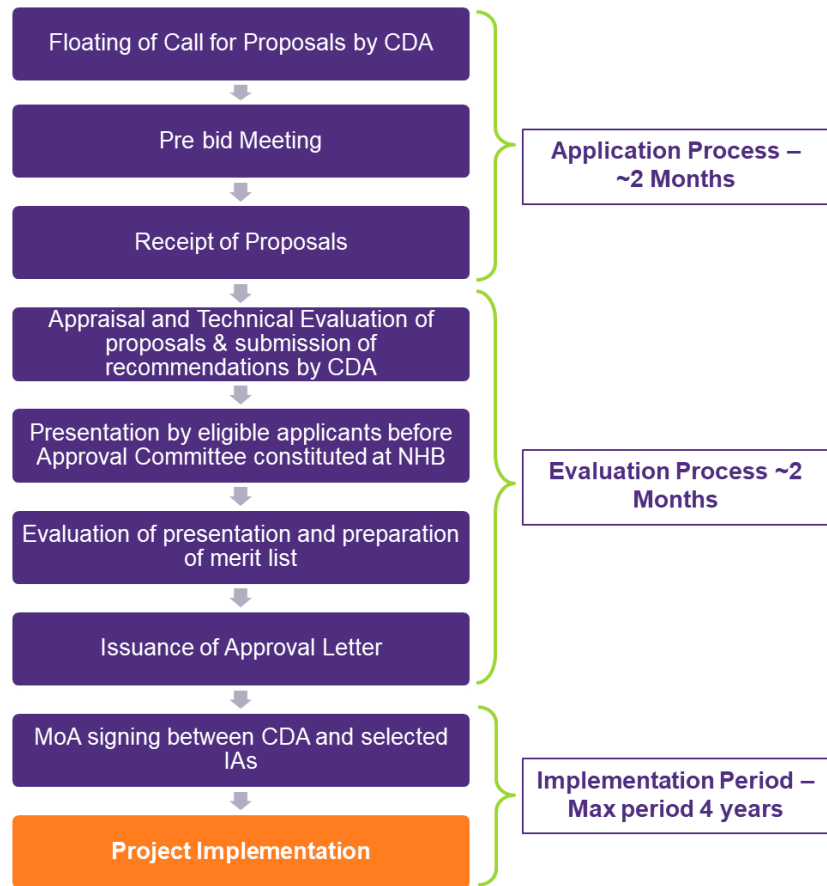 Floating of Call for Proposals by CDA
Pre bid Meeting
Receipt of Proposals
Application Process –
~2 Months
Appraisal and Technical Evaluation of
proposals & submission of
recommendations by CDA
Presentation by eligible applicants before
Approval Committee constituted at NHB
Evaluation of presentation and preparation
of merit list
Issuance of Approval Letter
Evaluation Process ~2
Months
MoA signing between CDA and selected
IAs
Project Implementation
Implementation Period –
Max period 4 years